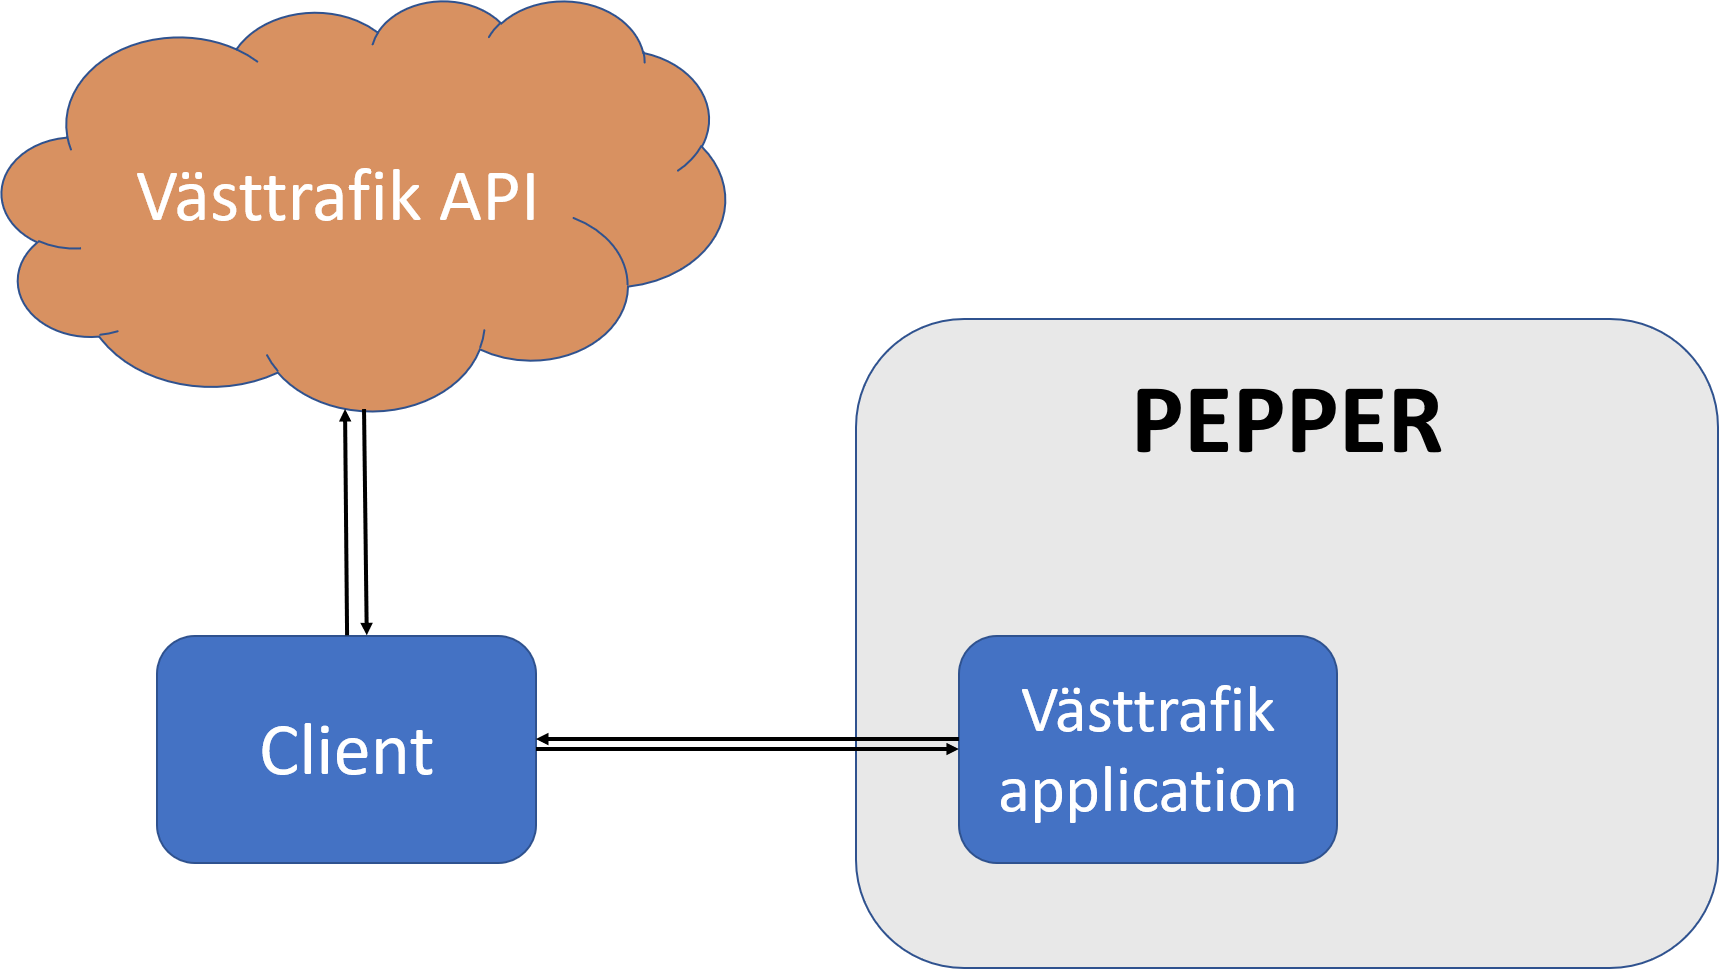 Västtrafik API
PEPPER
Client
Västtrafik
application